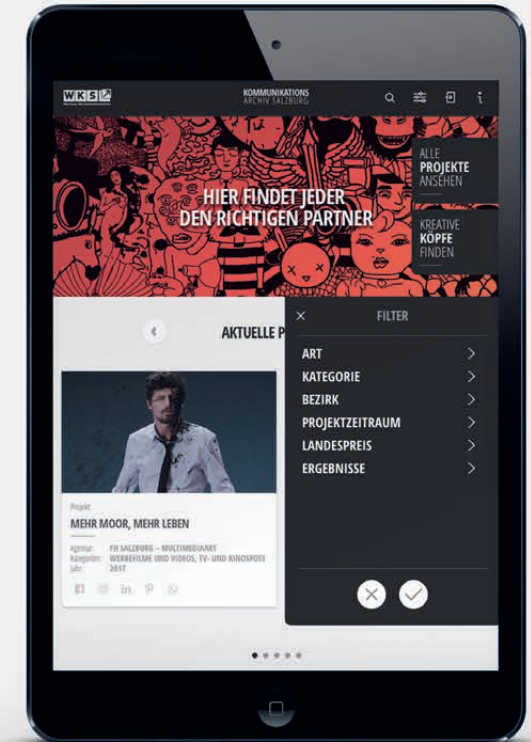 WKS
KOMMUNIKATIONS
ARCHIV SALZBURG
HIER FINDET JEDER
DEN RICHTIGEN PARTNER
ALLE
PROJEKTE
ANSEHEN
KREATIVE
KÖPFE
FINDEN
AKTUELLE P
Projekt
MEHR MOOR, MEHR LEBEN
Agentur: FH SALZBURG – MULTIMEDIAART
Kategorien: WERBEFILME UND VIDEOS, TV- UND KINOSPOTS
Jahr: 2017
FILTER
ART
KATEGORIE
BEZIRK
PROJEKTZEITRAUM
LANDESPREIS
ERGEBNISSE